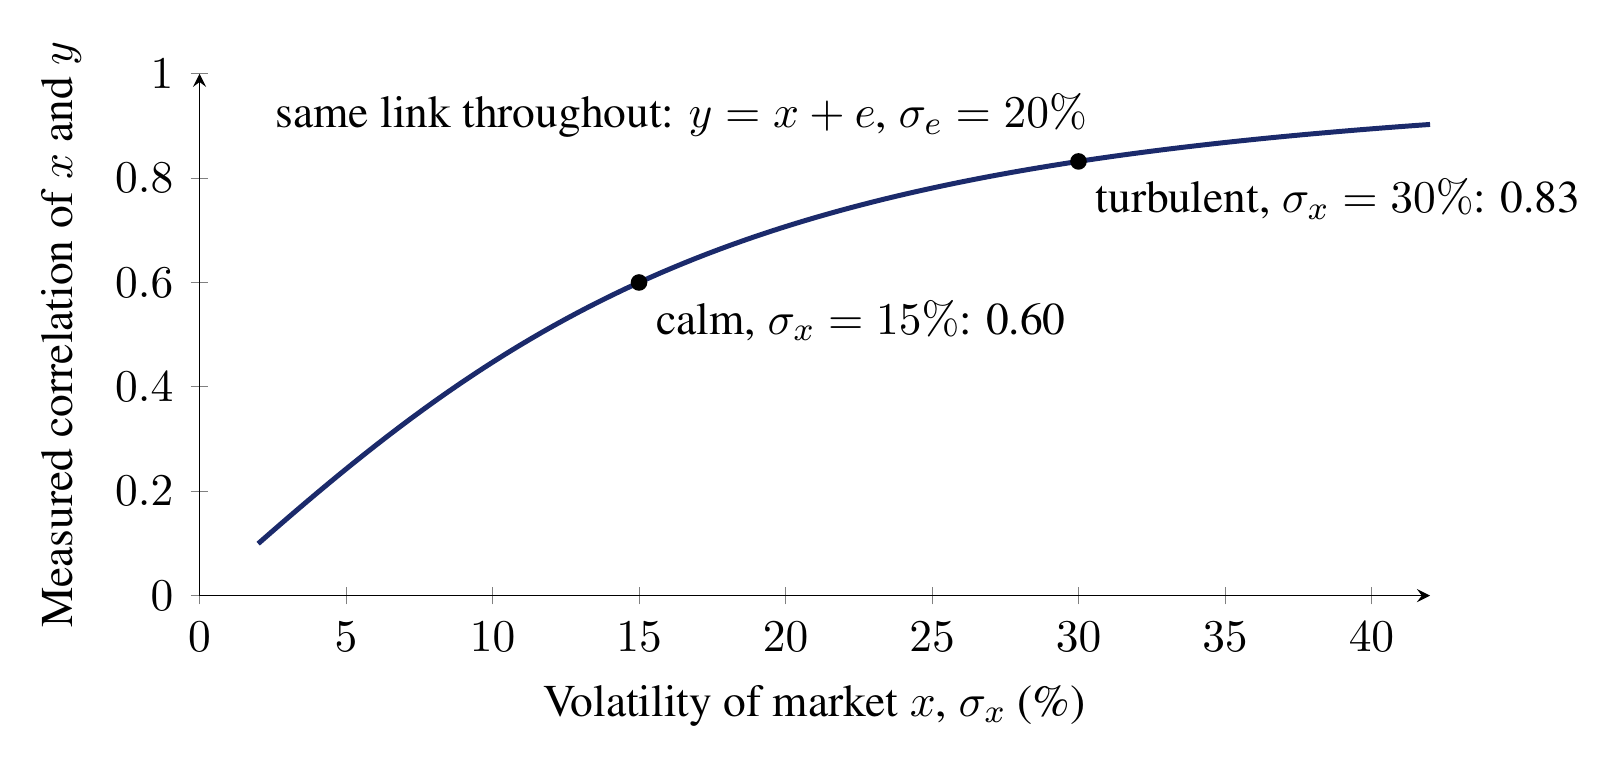 Measured correlation of x and y
1
0.8
0.6
0.4
0.2
0
same link throughout: y = x + e, σ_e = 20%
turbulent, σ_x = 30%: 0.83
calm, σ_x = 15%: 0.60
0 5 10 15 20 25 30 35 40
Volatility of market x, σ_x (%)